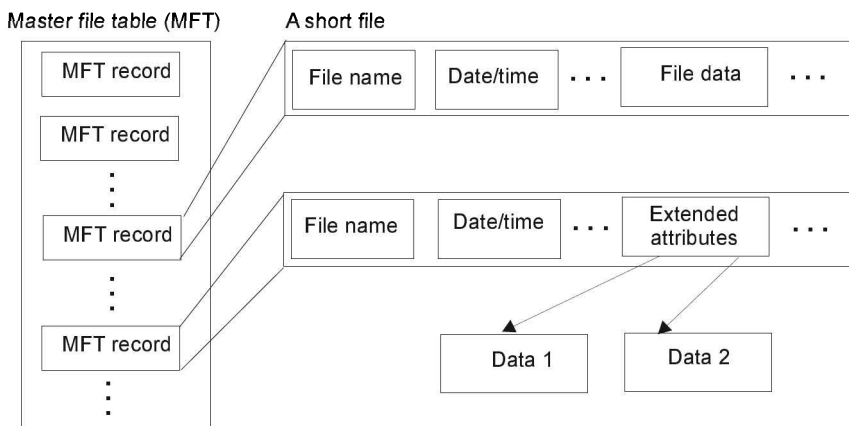 Master file table (MFT)
A short file
MFT record
MFT record
MFT record
MFT record
File name
Date/time
. . .
File data
. . .
File name
Date/time
. . .
Extended
attributes
. . .
Data 1
Data 2